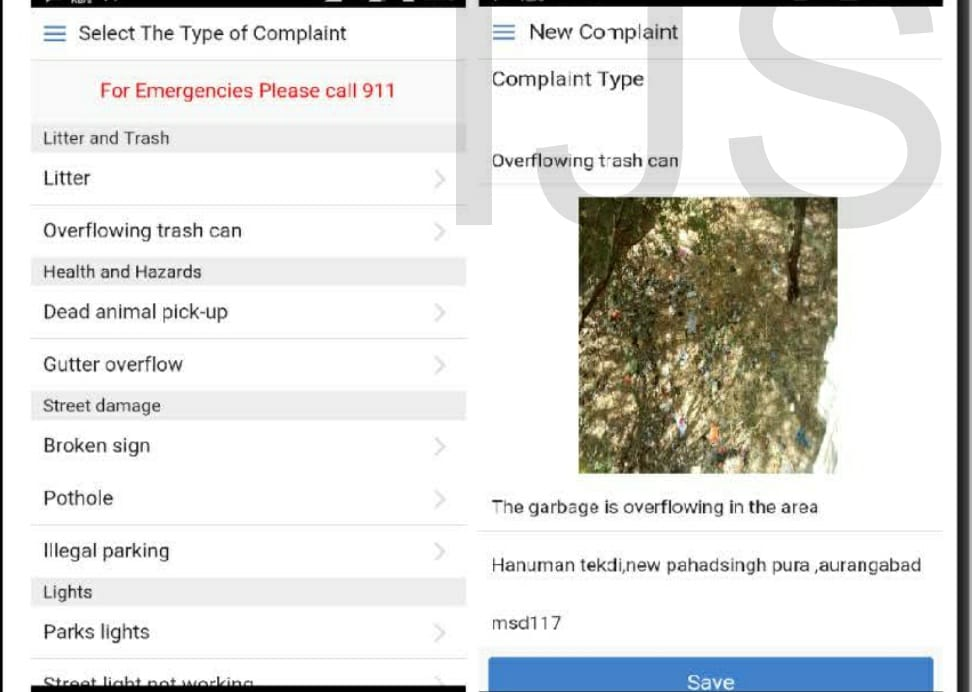 Select The Type of Complaint
For Emergencies Please call 911
Litter and Trash
Litter
Overflowing trash can
Health and Hazards
Dead animal pick-up
Gutter overflow
Street damage
Broken sign
Pothole
Illegal parking
Lights
Parks lights
Street light not working
New Complaint
Complaint Type
Overflowing trash can
The garbage is overflowing in the area
Hanuman tekdi,new pahadsingh pura ,aurangabad
msd117
Save
IJS